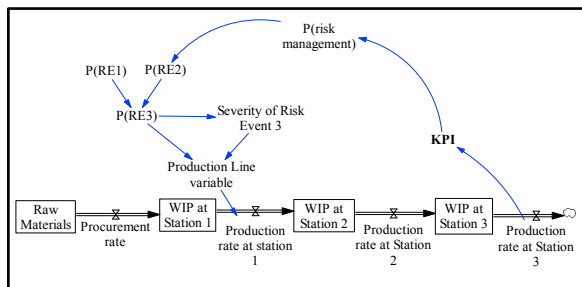 P(risk
management)
P(RE1)
P(RE2)
P(RE3)
Severity of Risk
Event 3
KPI
Production Line
variable
Raw
Materials
Procurement
rate
WIP at
Station 1
Production
rate at station
1
WIP at
Station 2
Production
rate at Station
2
WIP at
Station 3
Production
rate at Station
3